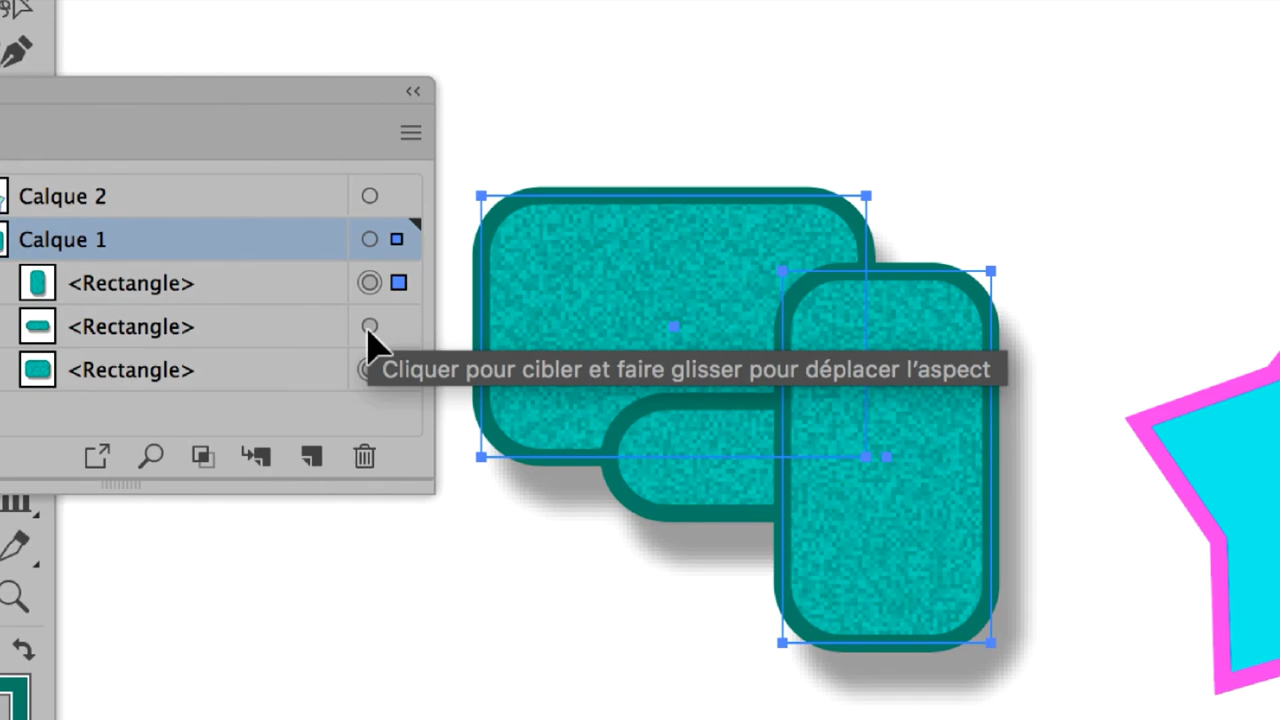 Calque 2
Calque 1
<Rectangle>
<Rectangle>
<Rectangle>
Cliquer pour cibler et faire glisser pour déplacer l’aspect